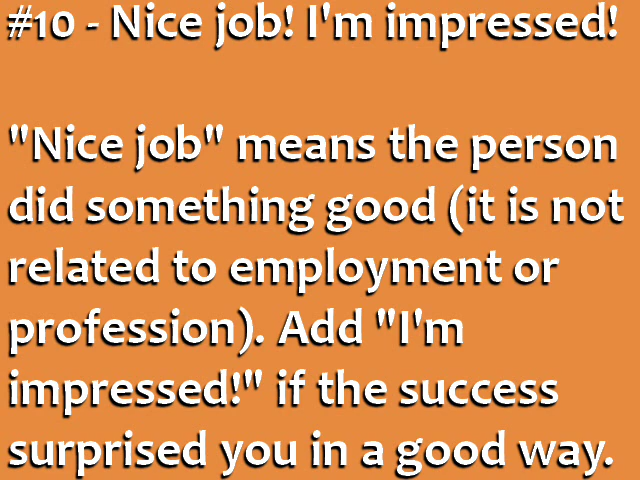 #10 - Nice job! I'm impressed!
"Nice job" means the person
did something good (it is not
related to employment or
profession). Add "I'm
impressed!" if the success
surprised you in a good way.